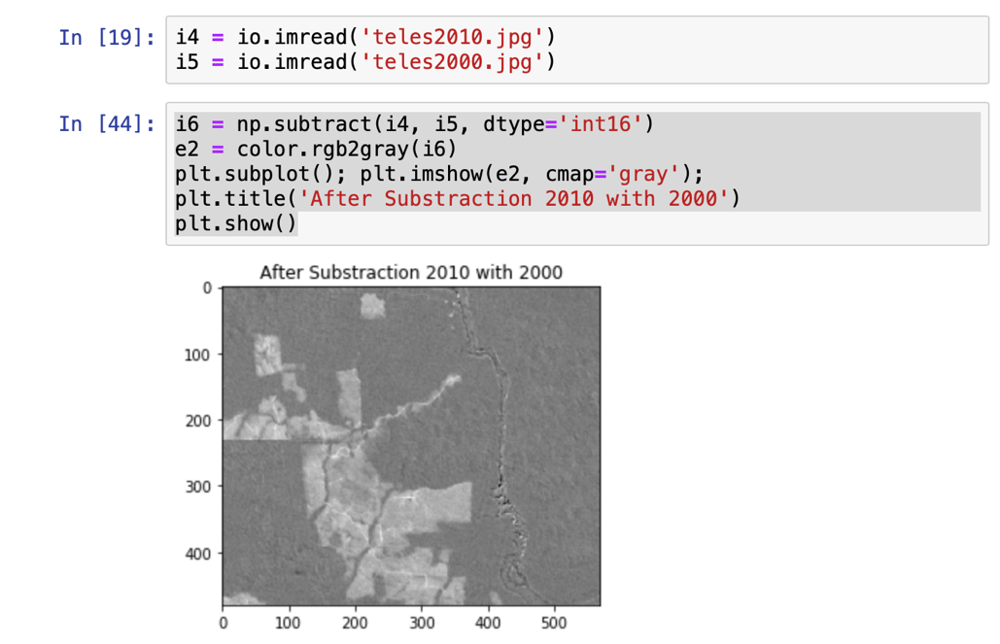 In [19]: i4 = io.imread('teles2010.jpg')
i5 = io.imread('teles2000.jpg')
In [44]: i6 = np.subtract(i4, i5, dtype='int16')
e2 = color.rgb2gray(i6)
plt.subplot(); plt.imshow(e2, cmap='gray');
plt.title('After Substraction 2010 with 2000')
plt.show()
After Substraction 2010 with 2000
0
100
200
300
400
0 100 200 300 400 500